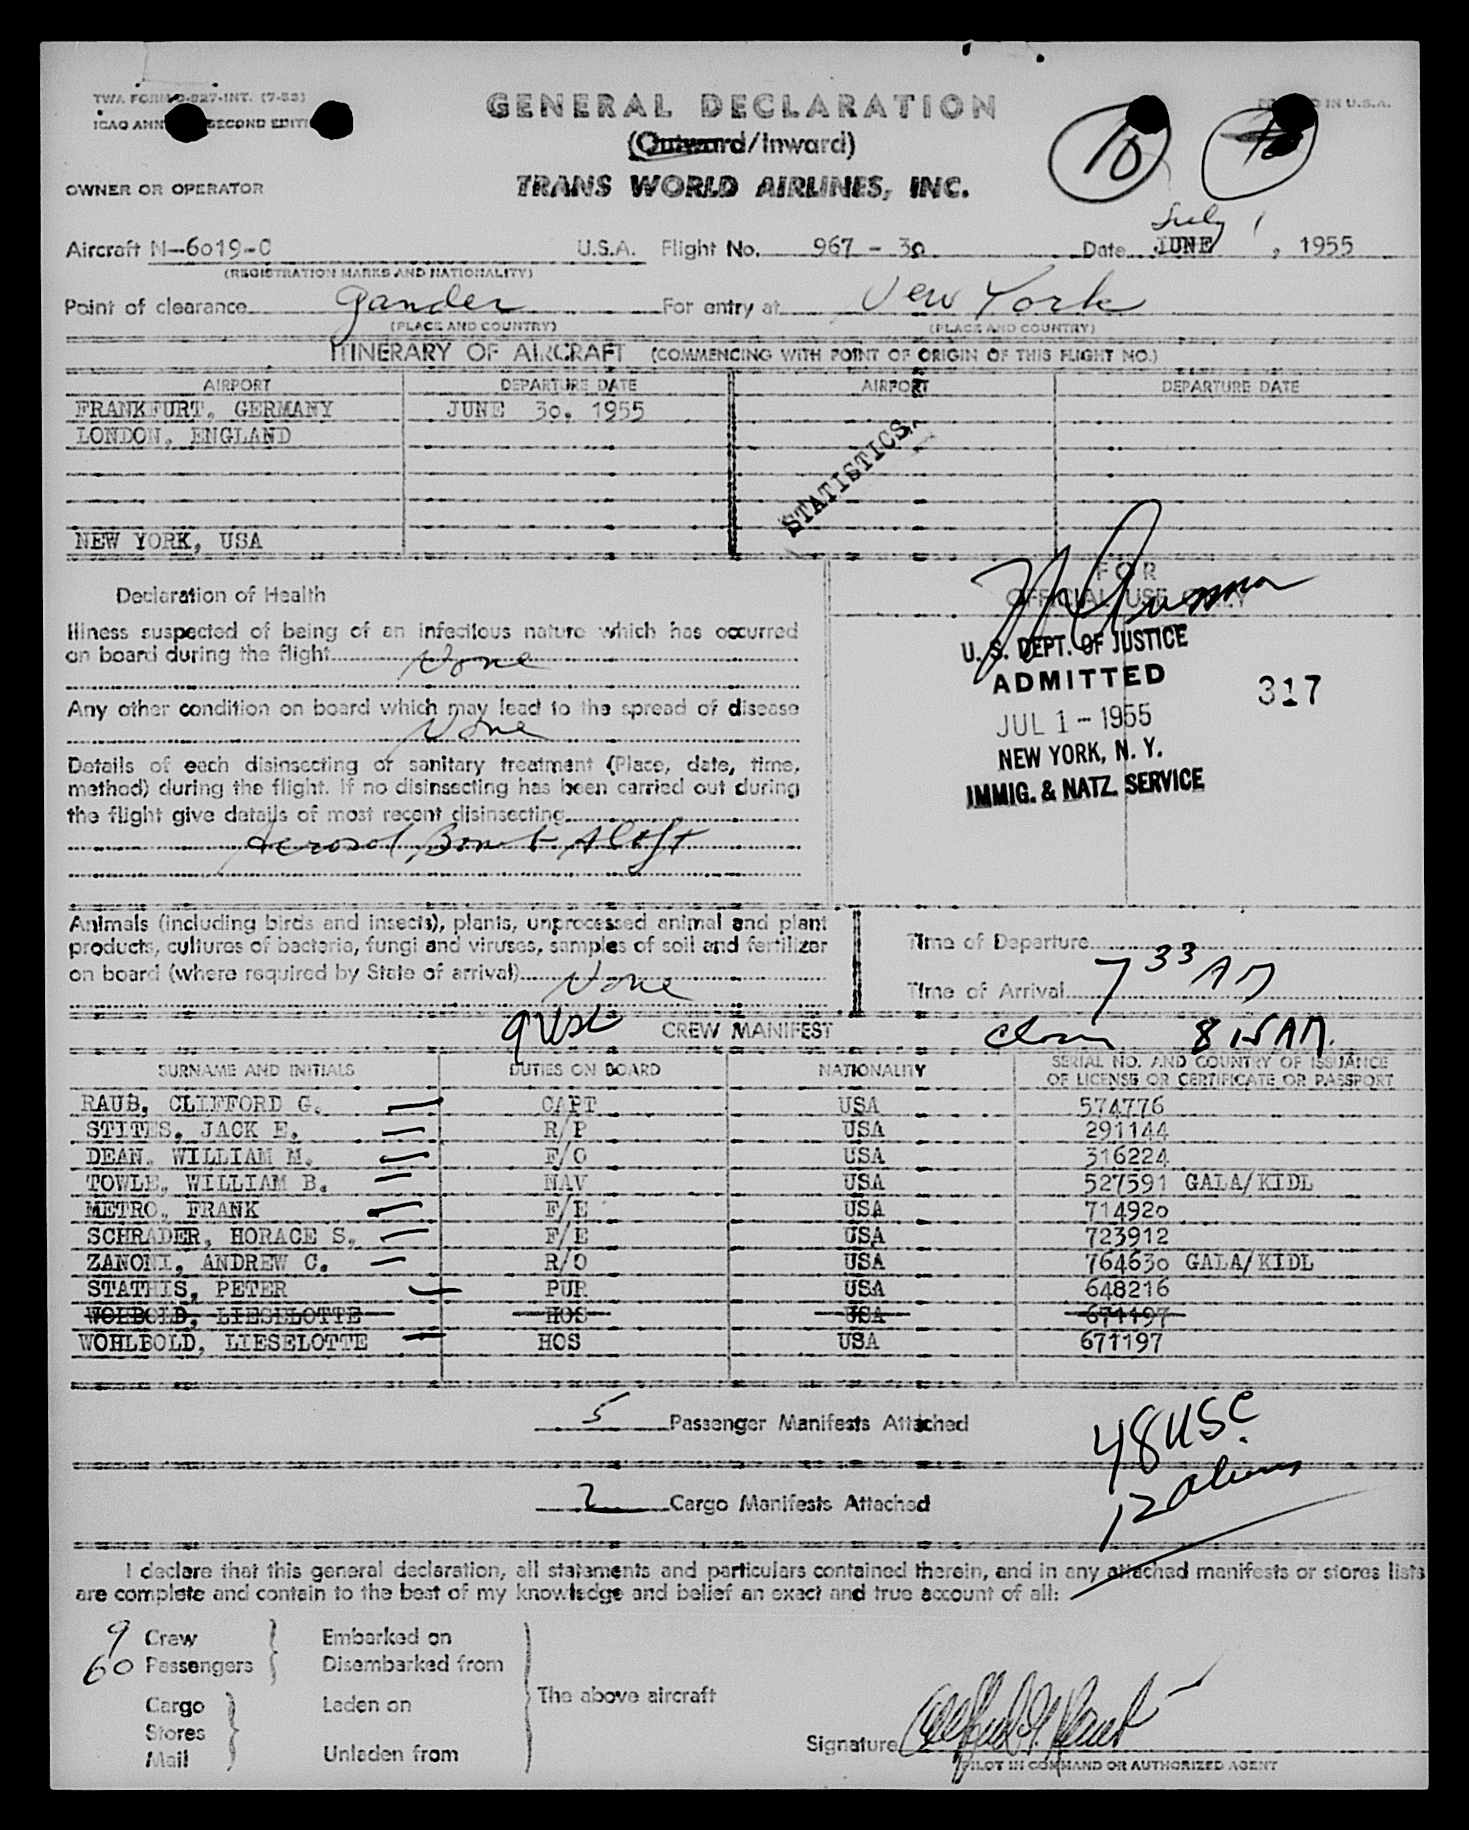 TWA FORM O-927-INT. (7-53)
PRINTED IN U.S.A.
ICAO ANN SECOND EDITI
GENERAL DECLARATION
(Outward/Inward)
10
OWNER OR OPERATOR
TRANS WORLD AIRLINES, INC.
July 1
Aircraft N-6019-C U.S.A. Flight No. 967 - 30 Date JUNE , 1955
(REGISTRATION MARKS AND NATIONALITY)
Point of clearance Gander For entry at New York
(PLACE AND COUNTRY) (PLACE AND COUNTRY)
ITINERARY OF AIRCRAFT (COMMENCING WITH POINT OF ORIGIN OF THIS FLIGHT NO.)
AIRPORT DEPARTURE DATE AIRPORT DEPARTURE DATE
FRANKFURT, GERMANY JUNE 30, 1955
LONDON, ENGLAND
STATISTICS
NEW YORK, USA
FOR
OFFICIAL USE ONLY
Declaration of Health
Illness suspected of being of an infectious nature which has occurred
on board during the flight None
Any other condition on board which may lead to the spread of disease
None
Details of each disinsecting or sanitary treatment (Place, date, time,
method) during the flight. If no disinsecting has been carried out during
the flight give details of most recent disinsecting
Aerosol Bomb Aloft
U. S. DEPT. OF JUSTICE
ADMITTED
317
JUL 1 - 1955
NEW YORK, N. Y.
IMMIG. & NATZ. SERVICE
Animals (including birds and insects), plants, unprocessed animal and plant
products, cultures of bacteria, fungi and viruses, samples of soil and fertilizer
on board (where required by State of arrival) None
Time of Departure
Time of Arrival 7 33 AM
9 USC CREW MANIFEST 8 15 AM.
SURNAME AND INITIALS DUTIES ON BOARD NATIONALITY SERIAL NO. AND COUNTRY OF ISSUANCE
OF LICENSE OR CERTIFICATE OR PASSPORT
RAUB, CLIFFORD G. CAPT USA 574776
STITES, JACK E. R/P USA 291144
DEAN, WILLIAM M. F/O USA 316224
TOWLE, WILLIAM B. NAV USA 527591 GALA/KIDL
METRO, FRANK F/E USA 714920
SCHRADER, HORACE S. F/E USA 723912
ZANONI, ANDREW C. R/O USA 764630 GALA/KIDL
STATHIS, PETER PUR USA 648216
WOHBOLD, LIESELOTTE HOS USA 671197
WOHLBOLD, LIESELOTTE HOS USA 671197
5 Passenger Manifests Attached
48 USC
2 Cargo Manifests Attached
12 aliens
I declare that this general declaration, all statements and particulars contained therein, and in any attached manifests or stores lists
are complete and contain to the best of my knowledge and belief an exact and true account of all:
9 Crew Embarked on
60 Passengers Disembarked from
The above aircraft
Cargo Laden on
Stores
Mail Unladen from
Signature
PILOT IN COMMAND OR AUTHORIZED AGENT